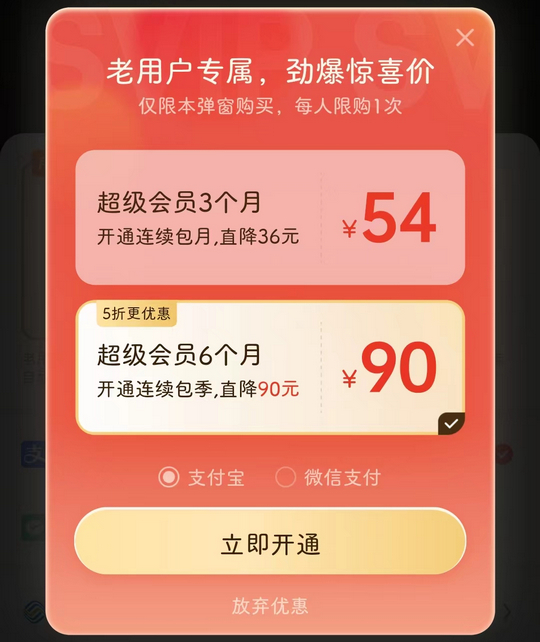 老用户专属，劲爆惊喜价
仅限本弹窗购买，每人限购1次
超级会员3个月
开通连续包月,直降36元
¥54
5折更优惠
超级会员6个月
开通连续包季,直降90元
¥90
支付宝
微信支付
立即开通
放弃优惠